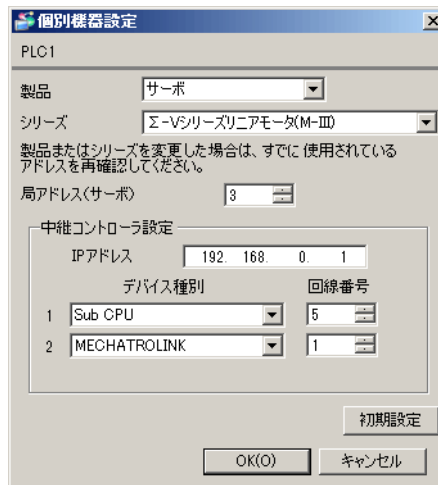 個別機器設定
PLC1
製品 サーボ
シリーズ Σ-Vシリーズリニアモータ(M-Ⅲ)
製品またはシリーズを変更した場合は、すでに使用されている
アドレスを再確認してください。
局アドレス(サーボ) 3
中継コントローラ設定
IPアドレス 192. 168. 0. 1
デバイス種別 回線番号
1 Sub CPU 5
2 MECHATROLINK 1
初期設定
OK(O) キャンセル